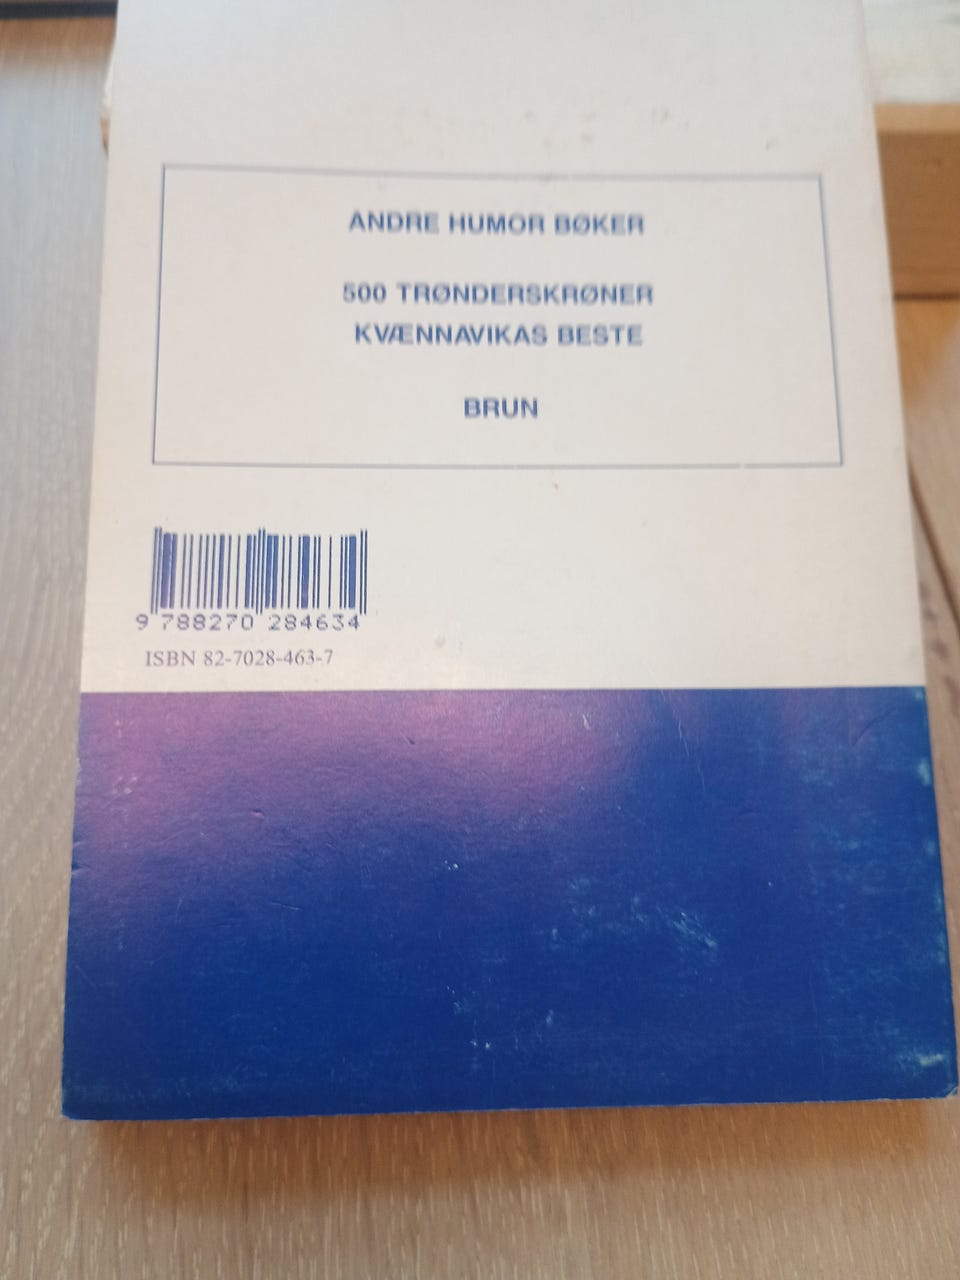 ANDRE HUMOR BØKER
500 TRØNDERSKRØNER
KVÆNNAVIKAS BESTE
BRUN
9 788270 284634
ISBN 82-7028-463-7